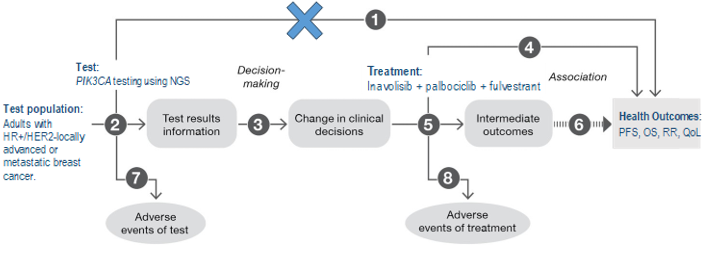 1
4
Test:
PIK3CA testing using NGS
Decision-
making
Treatment:
Inavolisib + palbociclib + fulvestrant
Association
Test population:
Adults with
HR+/HER2-locally
advanced or
metastatic breast
cancer.
2
Test results
information
3
Change in clinical
decisions
5
Intermediate
outcomes
6
Health Outcomes:
PFS, OS, RR, QoL
7
8
Adverse
events of test
Adverse
events of treatment